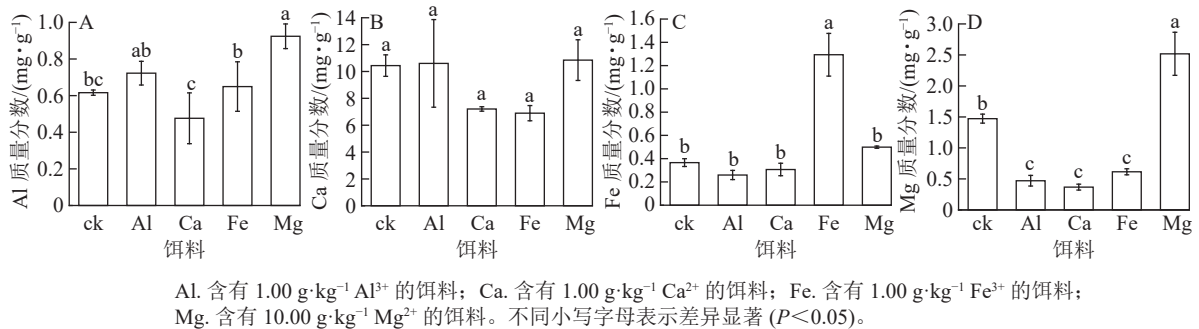 A
Al 质量分数/(mg·g⁻¹)
1.0
0.8
0.6
0.4
0.2
0
bc
ab
c
b
a
ck Al Ca Fe Mg
饵料
B
Ca 质量分数/(mg·g⁻¹)
14
12
10
8
6
4
2
0
a
a
a
a
a
ck Al Ca Fe Mg
饵料
C
Fe 质量分数/(mg·g⁻¹)
1.6
1.4
1.2
1.0
0.8
0.6
0.4
0.2
0
b
b
b
a
b
ck Al Ca Fe Mg
饵料
D
Mg 质量分数/(mg·g⁻¹)
3.0
2.5
2.0
1.5
1.0
0.5
0
b
c
c
c
a
ck Al Ca Fe Mg
饵料
Al. 含有 1.00 g·kg⁻¹ Al³⁺ 的饵料；Ca. 含有 1.00 g·kg⁻¹ Ca²⁺ 的饵料；Fe. 含有 1.00 g·kg⁻¹ Fe³⁺ 的饵料；
Mg. 含有 10.00 g·kg⁻¹ Mg²⁺ 的饵料。不同小写字母表示差异显著 (P＜0.05)。